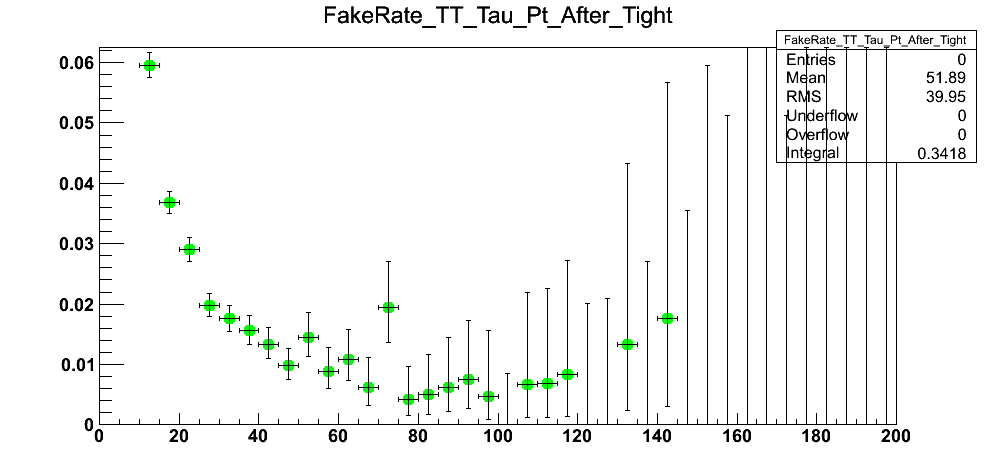 FakeRate_TT_Tau_Pt_After_Tight
FakeRate_TT_Tau_Pt_After_Tight
Entries 0
Mean 51.89
RMS 39.95
Underflow 0
Overflow 0
Integral 0.3418
0.06
0.05
0.04
0.03
0.02
0.01
0
0 20 40 60 80 100 120 140 160 180 200